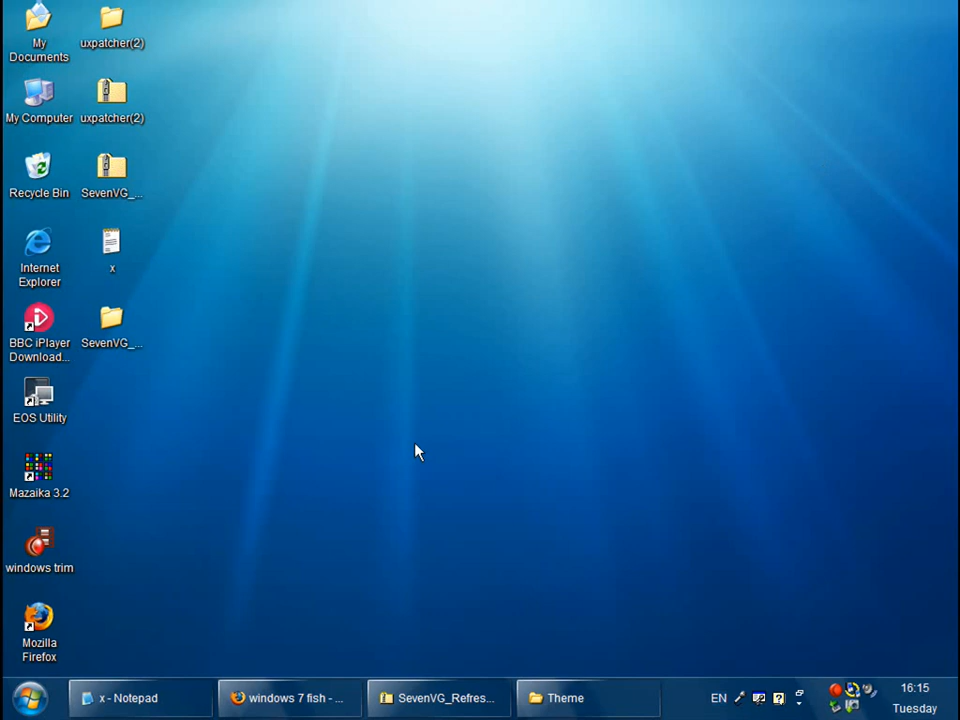 My
Documents
uxpatcher(2)
My Computer
uxpatcher(2)
Recycle Bin
SevenVG_...
Internet
Explorer
x
BBC iPlayer
Download...
SevenVG_...
EOS Utility
Mazaika 3.2
windows trim
Mozilla
Firefox
x - Notepad
windows 7 fish - ...
SevenVG_Refres...
Theme
EN
16:15
Tuesday